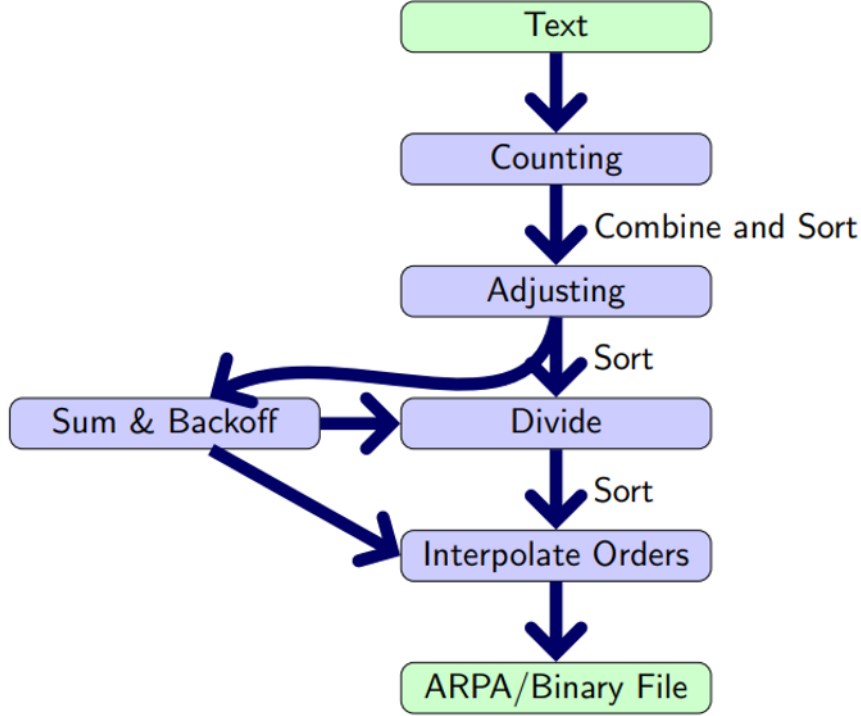 Text
Counting
Combine and Sort
Adjusting
Sort
Sum & Backoff
Divide
Sort
Interpolate Orders
ARPA/Binary File